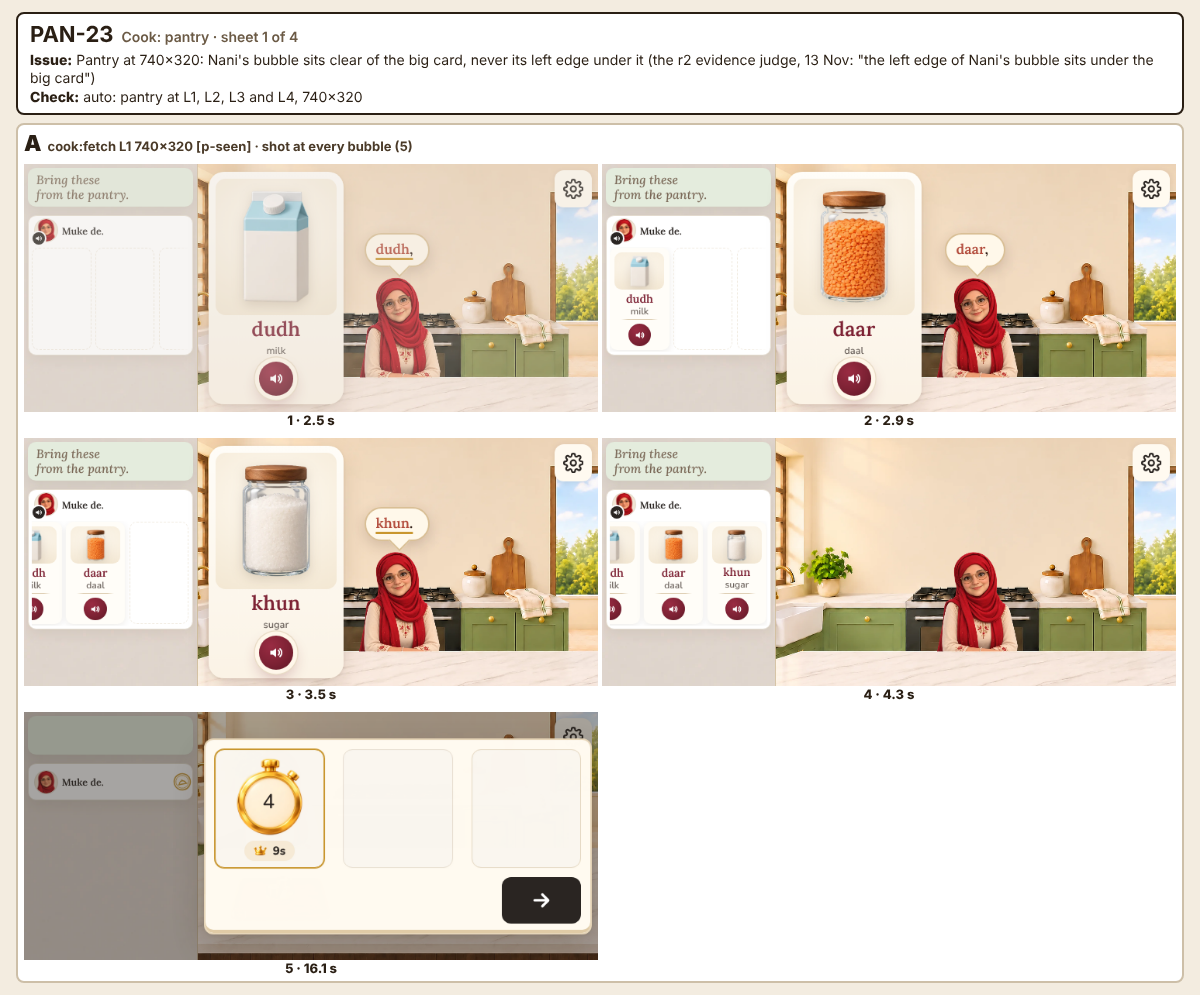 PAN-23 Cook: pantry · sheet 1 of 4
Issue: Pantry at 740×320: Nani's bubble sits clear of the big card, never its left edge under it (the r2 evidence judge, 13 Nov: "the left edge of Nani's bubble sits under the
big card")
Check: auto: pantry at L1, L2, L3 and L4, 740×320
A cook:fetch L1 740×320 [p-seen] · shot at every bubble (5)
Bring these
from the pantry.
Muke de.
dudh
milk
dudh,
1 · 2.5 s
Bring these
from the pantry.
Muke de.
dudh
milk
daar
daal
daar,
2 · 2.9 s
Bring these
from the pantry.
Muke de.
dh
ilk
daar
daal
khun
sugar
khun.
3 · 3.5 s
Bring these
from the pantry.
Muke de.
dh
ilk
daar
daal
khun
sugar
4 · 4.3 s
Muke de.
4
9s
5 · 16.1 s